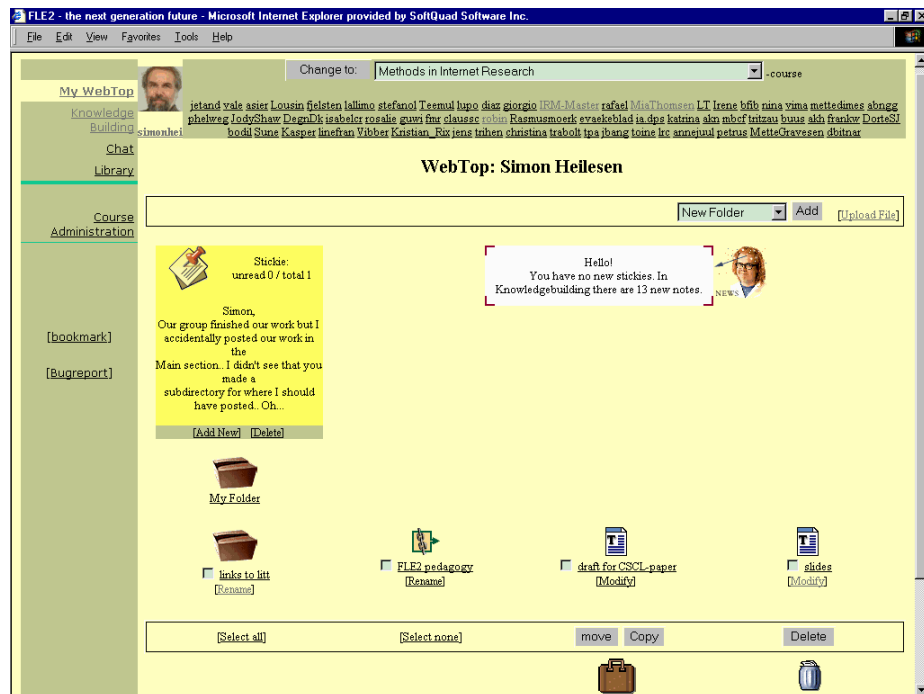 FLE2 - the next generation future - Microsoft Internet Explorer provided by SoftQuad Software Inc.
File Edit View Favorites Tools Help
Change to: Methods in Internet Research -course
My WebTop
Knowledge
Building
Chat
Library
Course
Administration
[bookmark]
[Bugreport]
simonhei
jetand vale asier Lousin fjelsten lallimo stefanol Teemul lupo diaz giorgio IRM-Master rafael MiaThomsen LT Irene bfib nina vima mettedimes abngg
phelweg JodyShaw DegnDk isabelcr rosalie guwi fmr claussc robin Rasmusmoerk evaekeblad ia.dps katrina akn mbcf tritzau buus akh frankw DorteSJ
bodil Sune Kasper linefran Vibber Kristian_Rix jens trihen christina trabolt tpa jbang toine lrc annejuul petrus MetteGravesen dbitnar
WebTop: Simon Heilesen
New Folder Add [Upload File]
Stickie:
unread 0 / total 1
Simon,
Our group finished our work but I
accidentally posted our work in
the
Main section.. I didn't see that you
made a
subdirectory for where I should
have posted.. Oh...
[Add New] [Delete]
Hello!
You have no new stickies. In
Knowledgebuilding there are 13 new notes.
NEWS
My Folder
links to litt
[Rename]
FLE2 pedagogy
[Rename]
draft for CSCL-paper
[Modify]
slides
[Modify]
[Select all] [Select none] move Copy Delete